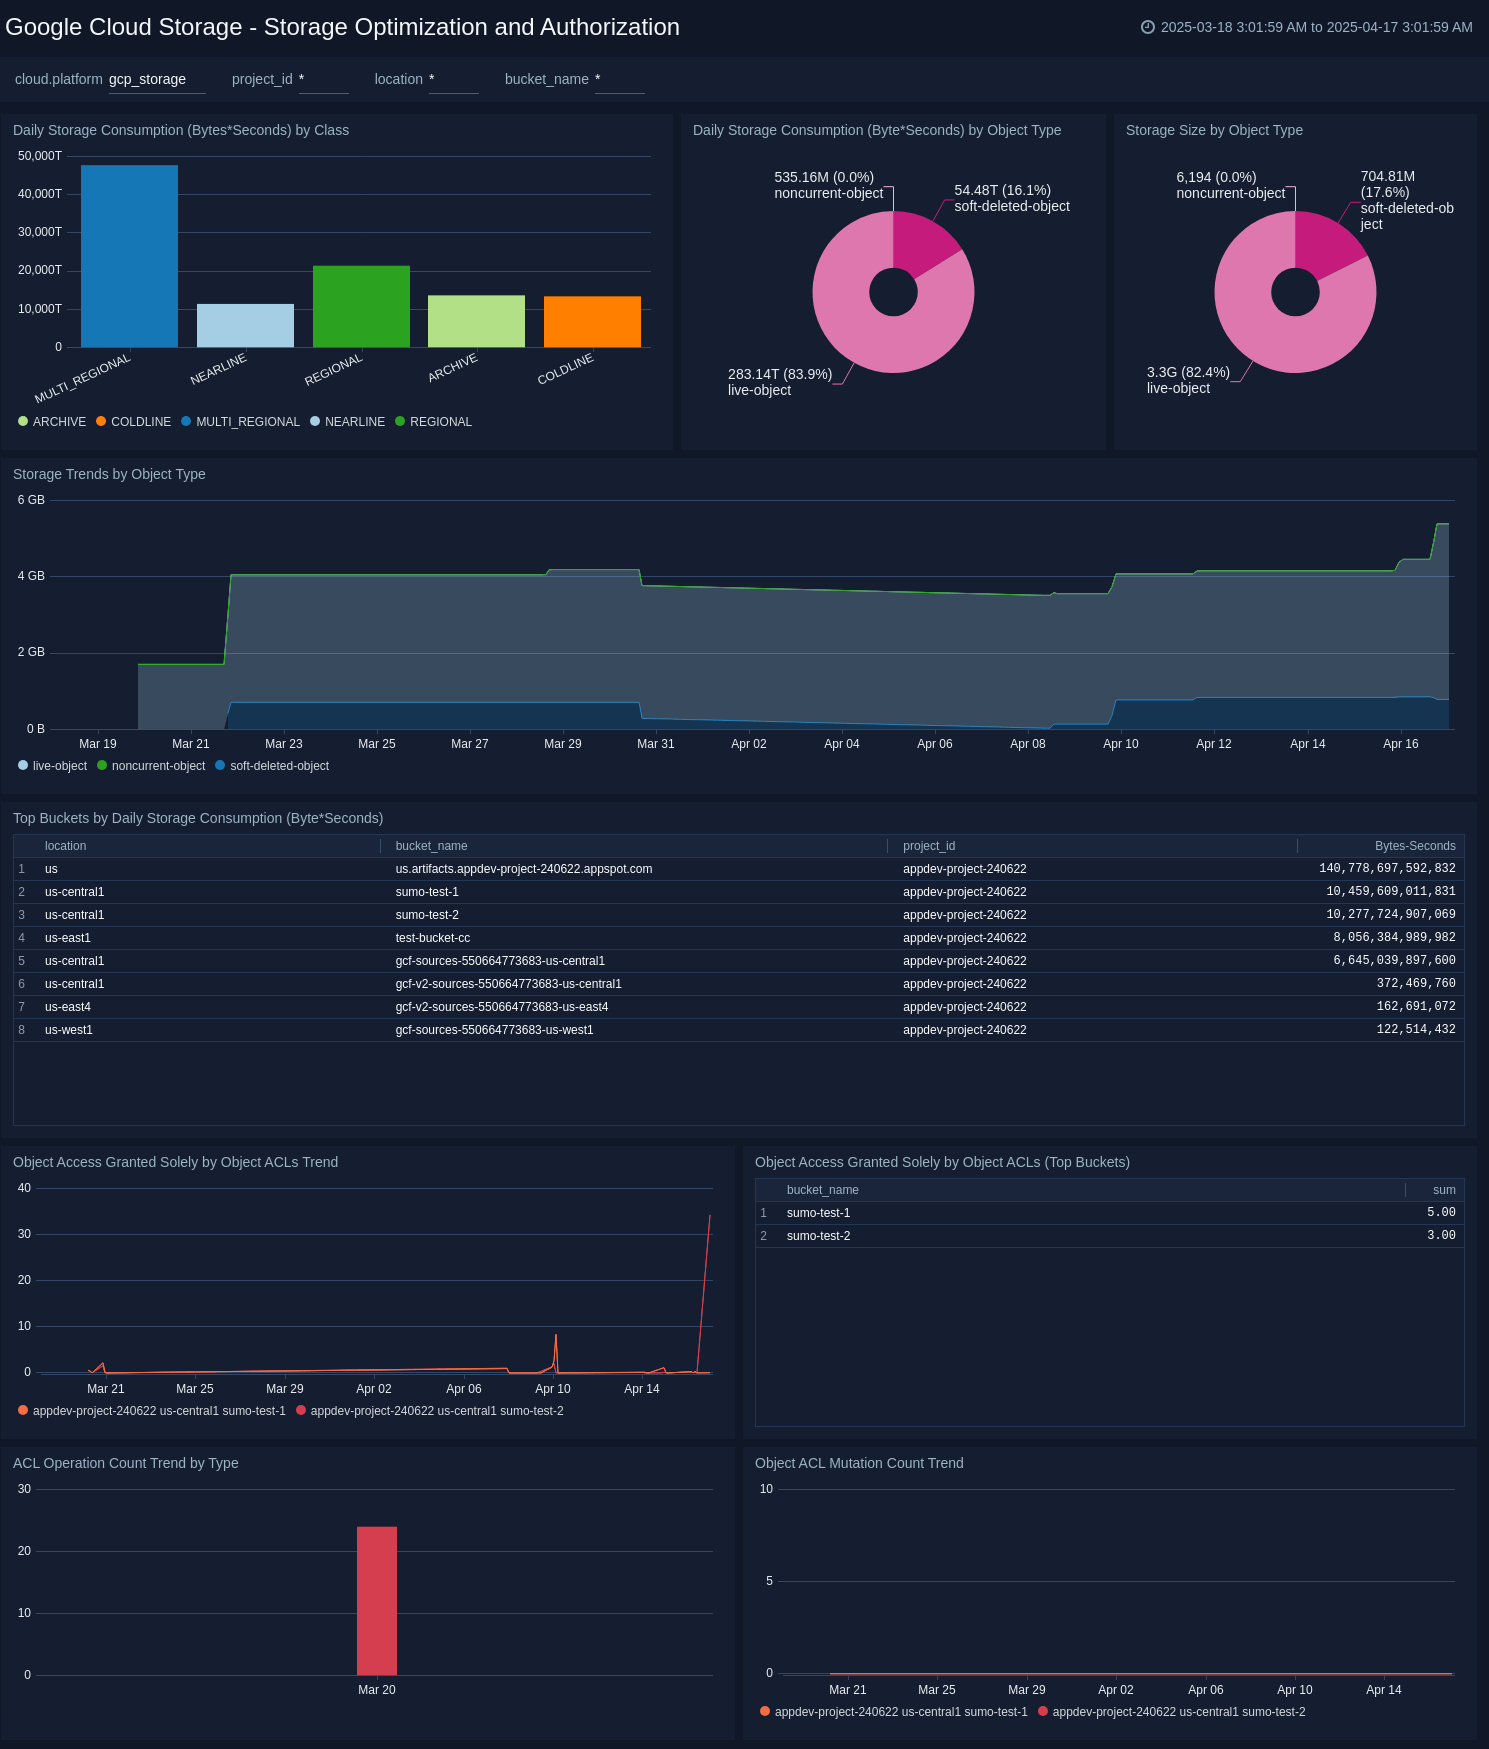 Google Cloud Storage - Storage Optimization and Authorization
2025-03-18 3:01:59 AM to 2025-04-17 3:01:59 AM
cloud.platform gcp_storage project_id * location * bucket_name *
Daily Storage Consumption (Bytes*Seconds) by Class
50,000T
40,000T
30,000T
20,000T
10,000T
0
MULTI_REGIONAL NEARLINE REGIONAL ARCHIVE COLDLINE
ARCHIVE COLDLINE MULTI_REGIONAL NEARLINE REGIONAL
Daily Storage Consumption (Byte*Seconds) by Object Type
535.16M (0.0%)
noncurrent-object
54.48T (16.1%)
soft-deleted-object
283.14T (83.9%)
live-object
Storage Size by Object Type
6,194 (0.0%)
noncurrent-object
704.81M
(17.6%)
soft-deleted-ob
ject
3.3G (82.4%)
live-object
Storage Trends by Object Type
6 GB
4 GB
2 GB
0 B
Mar 19 Mar 21 Mar 23 Mar 25 Mar 27 Mar 29 Mar 31 Apr 02 Apr 04 Apr 06 Apr 08 Apr 10 Apr 12 Apr 14 Apr 16
live-object noncurrent-object soft-deleted-object
Top Buckets by Daily Storage Consumption (Byte*Seconds)
location bucket_name project_id Bytes-Seconds
1 us us.artifacts.appdev-project-240622.appspot.com appdev-project-240622 140,778,697,592,832
2 us-central1 sumo-test-1 appdev-project-240622 10,459,609,011,831
3 us-central1 sumo-test-2 appdev-project-240622 10,277,724,907,069
4 us-east1 test-bucket-cc appdev-project-240622 8,056,384,989,982
5 us-central1 gcf-sources-550664773683-us-central1 appdev-project-240622 6,645,039,897,600
6 us-central1 gcf-v2-sources-550664773683-us-central1 appdev-project-240622 372,469,760
7 us-east4 gcf-v2-sources-550664773683-us-east4 appdev-project-240622 162,691,072
8 us-west1 gcf-sources-550664773683-us-west1 appdev-project-240622 122,514,432
Object Access Granted Solely by Object ACLs Trend
40
30
20
10
0
Mar 21 Mar 25 Mar 29 Apr 02 Apr 06 Apr 10 Apr 14
appdev-project-240622 us-central1 sumo-test-1 appdev-project-240622 us-central1 sumo-test-2
Object Access Granted Solely by Object ACLs (Top Buckets)
bucket_name sum
1 sumo-test-1 5.00
2 sumo-test-2 3.00
ACL Operation Count Trend by Type
30
20
10
0
Mar 20
Object ACL Mutation Count Trend
10
5
0
Mar 21 Mar 25 Mar 29 Apr 02 Apr 06 Apr 10 Apr 14
appdev-project-240622 us-central1 sumo-test-1 appdev-project-240622 us-central1 sumo-test-2